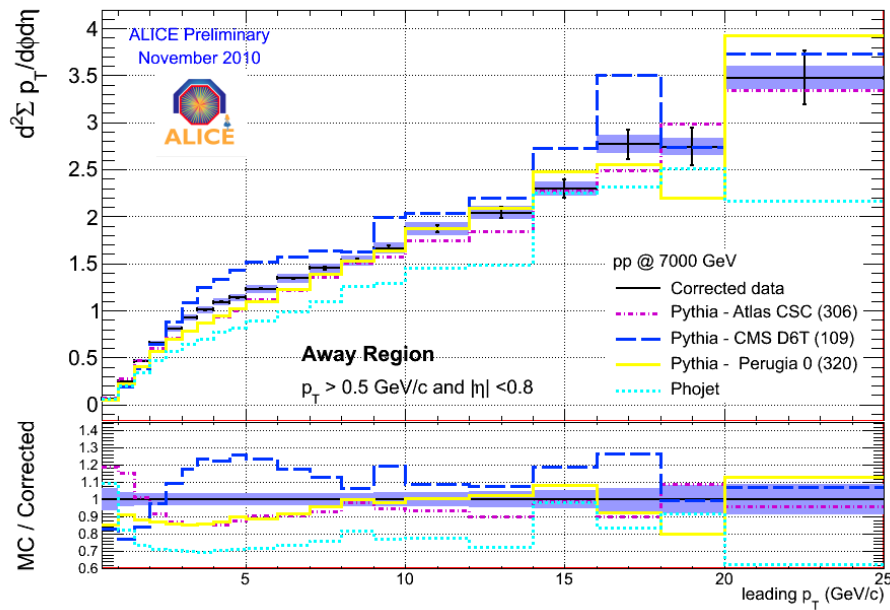 ALICE Preliminary
November 2010
ALICE
d²Σ p_T/dϕdη
4
3.5
3
2.5
2
1.5
1
0.5
0
pp @ 7000 GeV
Corrected data
Pythia - Atlas CSC (306)
Pythia - CMS D6T (109)
Pythia - Perugia 0 (320)
Phojet
Away Region
p_T > 0.5 GeV/c and |η| <0.8
MC / Corrected
1.4
1.3
1.2
1.1
1
0.9
0.8
0.7
0.6
5 10 15 20 25
leading p_T (GeV/c)